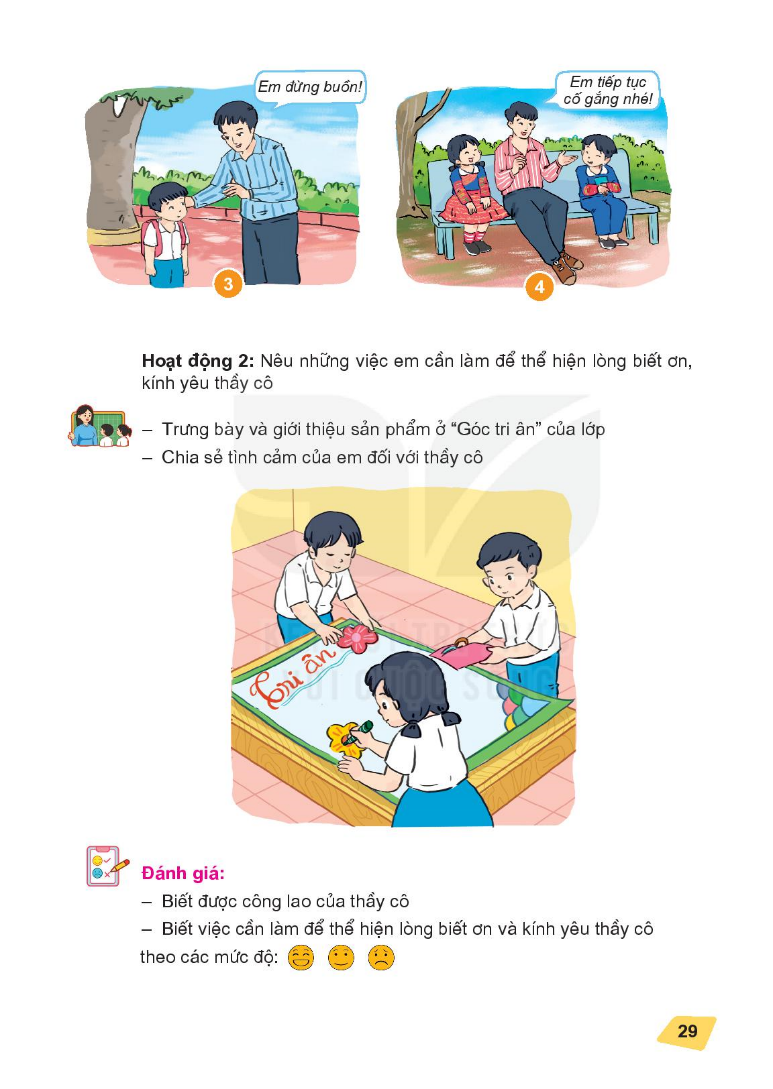 Em đừng buồn!
Em tiếp tục
cố gắng nhé!
3
4
Hoạt động 2: Nêu những việc em cần làm để thể hiện lòng biết ơn,
kính yêu thầy cô
– Trưng bày và giới thiệu sản phẩm ở “Góc tri ân” của lớp
– Chia sẻ tình cảm của em đối với thầy cô
Tri ân
Đánh giá:
– Biết được công lao của thầy cô
– Biết việc cần làm để thể hiện lòng biết ơn và kính yêu thầy cô
theo các mức độ:
29